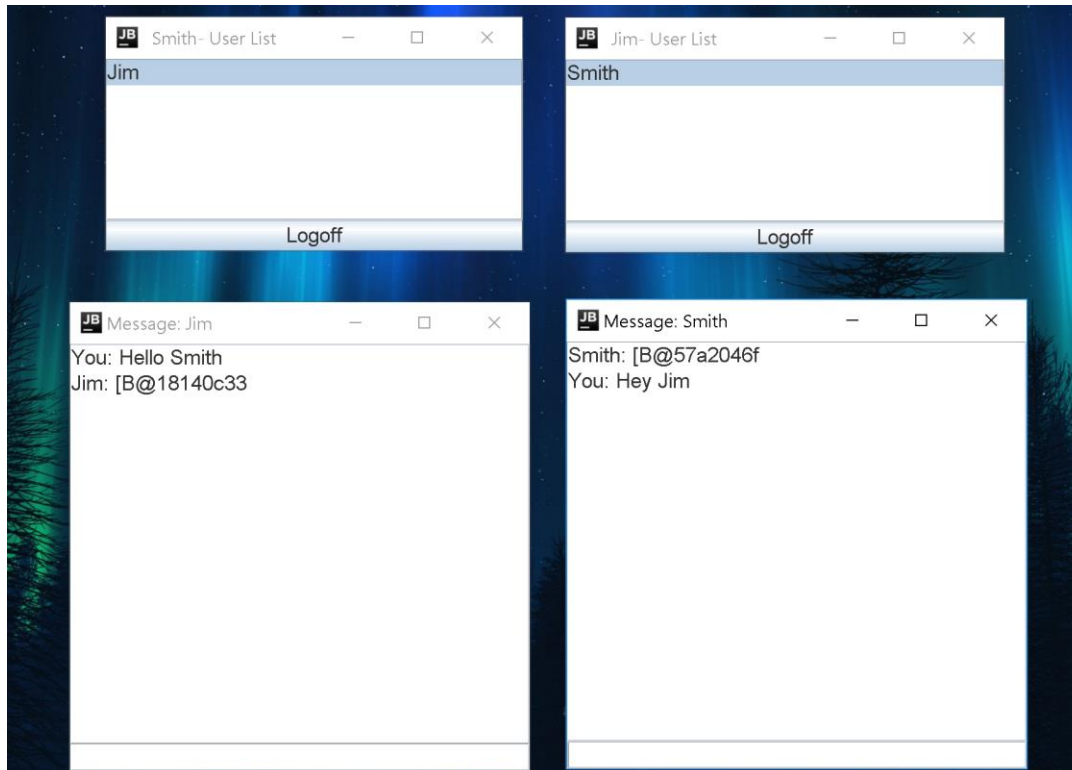 JB Smith- User List
Jim
Logoff
JB Jim- User List
Smith
Logoff
JB Message: Jim
You: Hello Smith
Jim: [B@18140c33
JB Message: Smith
Smith: [B@57a2046f
You: Hey Jim